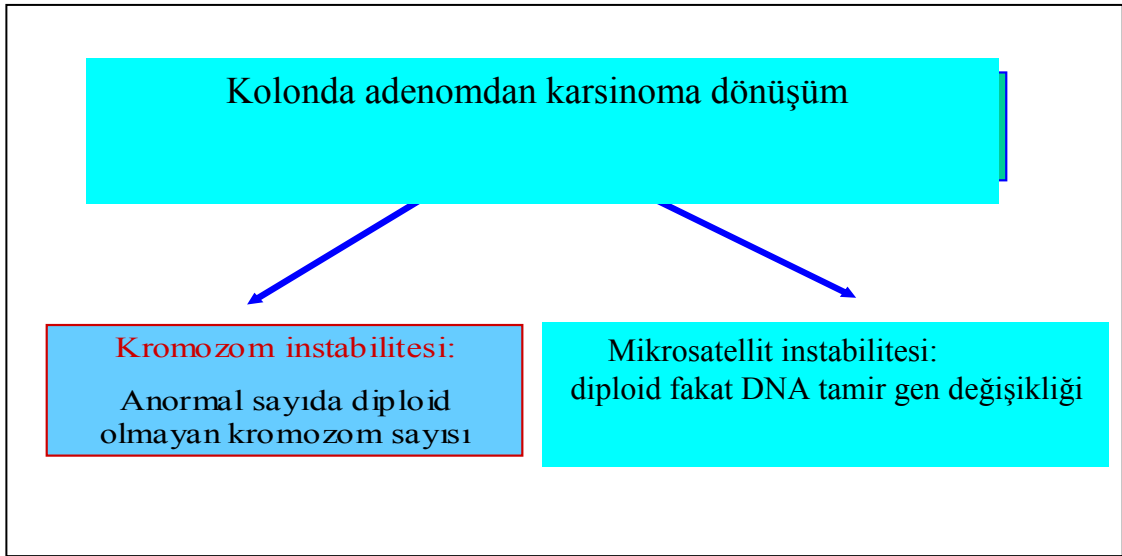 Kolonda adenomdan karsinoma dönüşüm
Kromozom instabilitesi:
Anormal sayıda diploid
olmayan kromozom sayısı
Mikrosatellit instabilitesi:
diploid fakat DNA tamir gen değişikliği